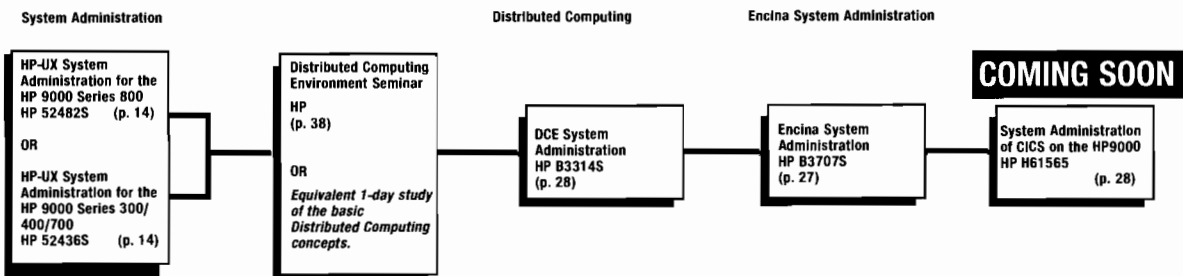 System Administration
Distributed Computing
Encina System Administration
HP-UX System
Administration for the
HP 9000 Series 800
HP 52482S (p. 14)
OR
HP-UX System
Administration for the
HP 9000 Series 300/
400/700
HP 52436S (p. 14)
Distributed Computing
Environment Seminar
HP
(p. 38)
OR
Equivalent 1-day study
of the basic
Distributed Computing
concepts.
DCE System
Administration
HP B3314S
(p. 28)
Encina System
Administration
HP B3707S
(p. 27)
COMING SOON
System Administration
of CICS on the HP9000
HP H61565
(p. 28)